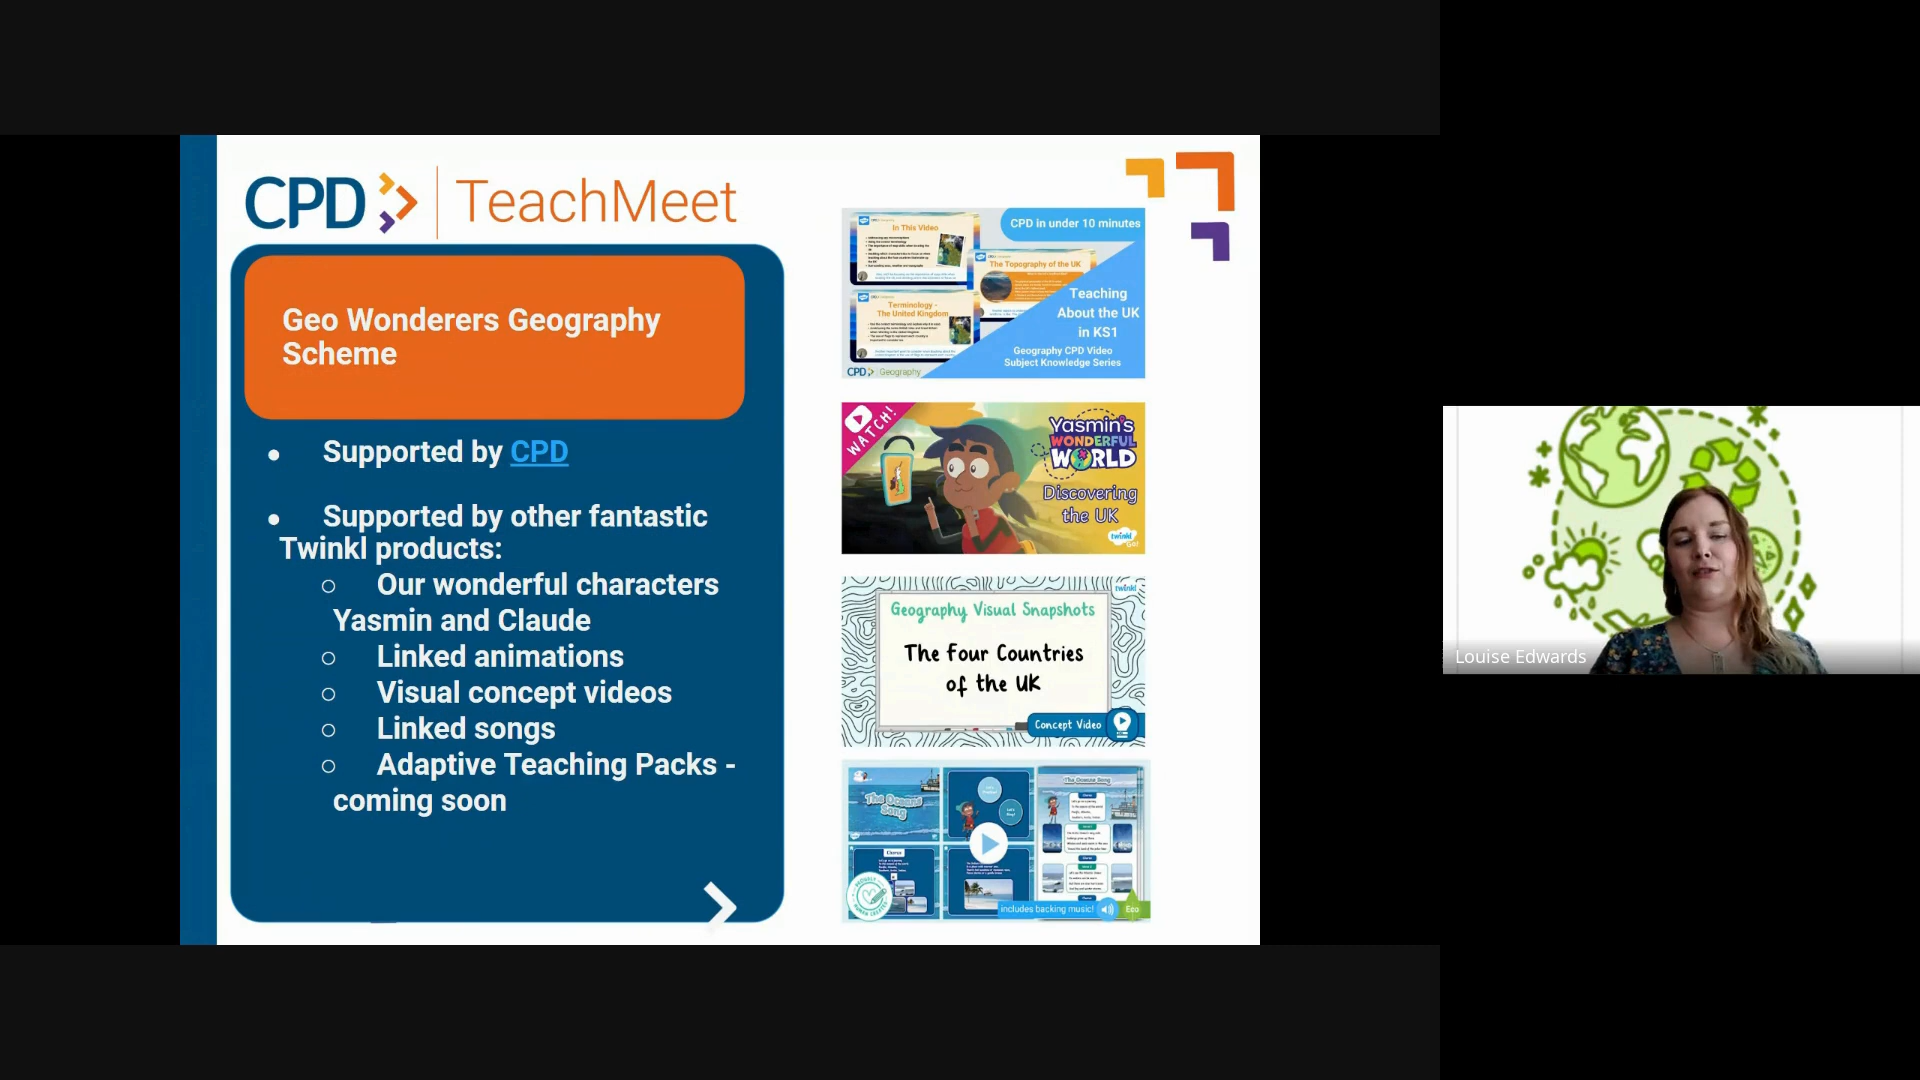 CPD
TeachMeet
Geo Wonderers Geography
Scheme
● Supported by CPD
● Supported by other fantastic
Twinkl products:
○ Our wonderful characters
Yasmin and Claude
○ Linked animations
○ Visual concept videos
○ Linked songs
○ Adaptive Teaching Packs -
coming soon
CPD in under 10 minutes
In This Video
The Topography of the UK
Terminology -
The United Kingdom
Teaching
About the UK
in KS1
Geography CPD Video
Subject Knowledge Series
CPD Geography
WATCH!
Yasmin's
WONDERFUL
WORLD
Discovering
the UK
twinkl
Go!
twinkl
Geography Visual Snapshots
The Four Countries
of the UK
Concept Video
The Oceans
Song
The Oceans Song
Chorus
includes backing music!
Eco
Louise Edwards